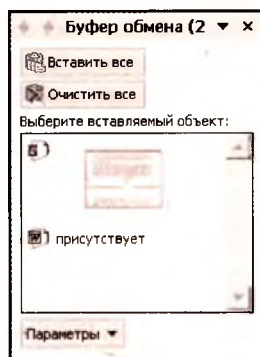 Буфер обмена (2
Вставить все
Очистить все
Выберите вставляемый объект:
присутствует
Параметры